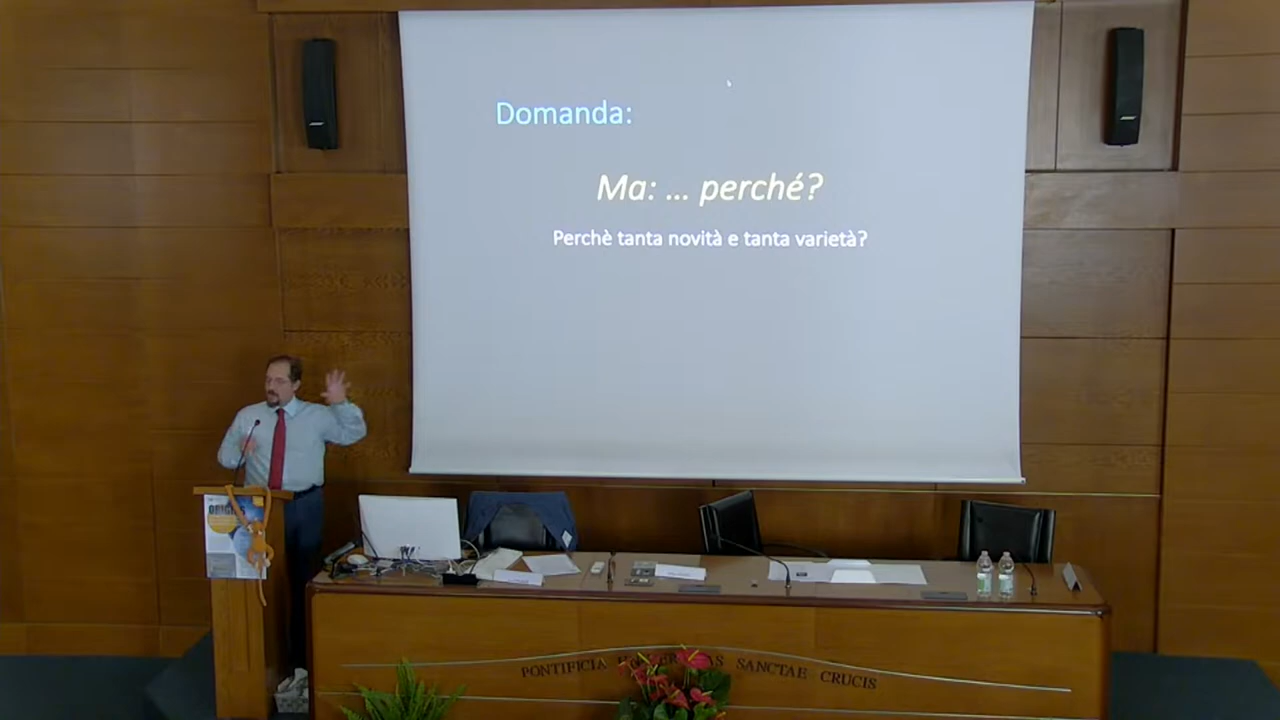 Domanda:
Ma: ... perché?
Perchè tanta novità e tanta varietà?
PONTIFICIA SANCTAE CRUCIS